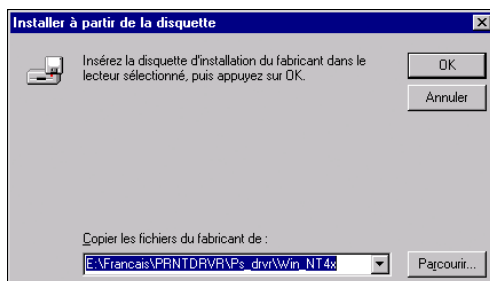 Installer à partir de la disquette
Insérez la disquette d'installation du fabricant dans le
lecteur sélectionné, puis appuyez sur OK.
OK
Annuler
Copier les fichiers du fabricant de :
E:\Francais\PRNTDRVR\Ps_drvr\Win_NT4x
Parcourir...